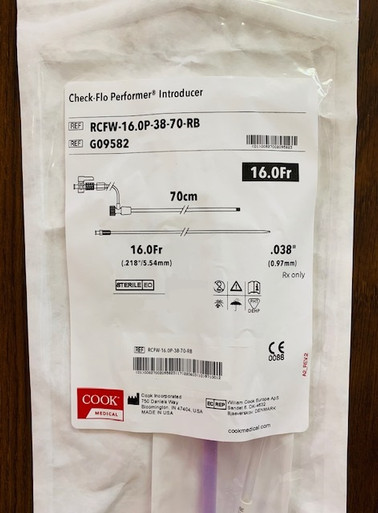 Check-Flo Performer® Introducer
REF RCFW-16.0P-38-70-RB
REF G09582
16.0Fr
70cm
16.0Fr
(.218"/5.54mm)
.038"
(0.97mm)
Rx only
STERILE EO
REF RCFW-16.0P-38-70-RB
CE
0088
COOK®
MEDICAL
Cook Incorporated
750 Daniels Way
Bloomington, IN 47404, USA
MADE IN USA
EC REP
William Cook Europe ApS
Sandet 6, DK-4632
Bjaeverskov, DENMARK
cookmedical.com